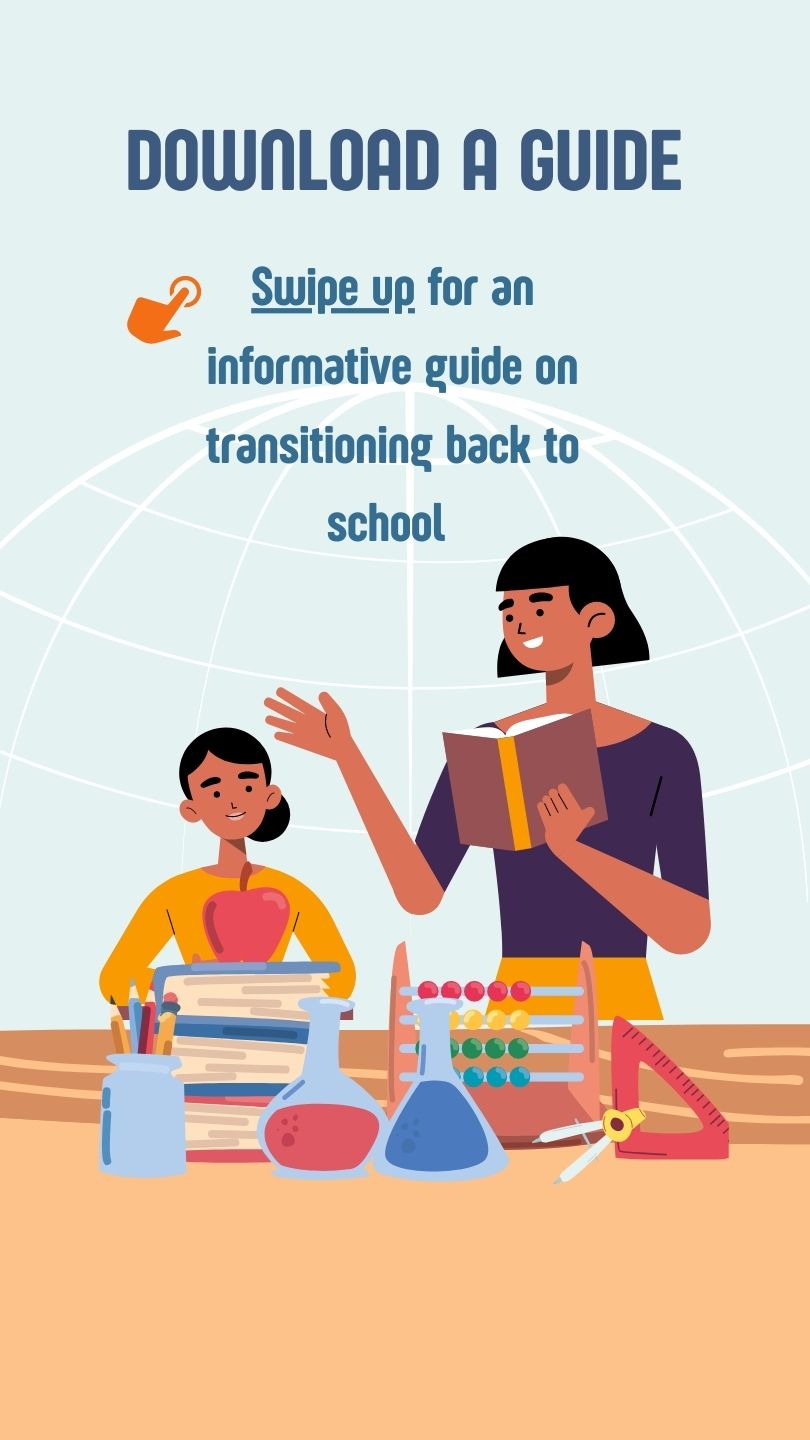 DOWNLOAD A GUIDE
Swipe up for an
informative guide on
transitioning back to
school